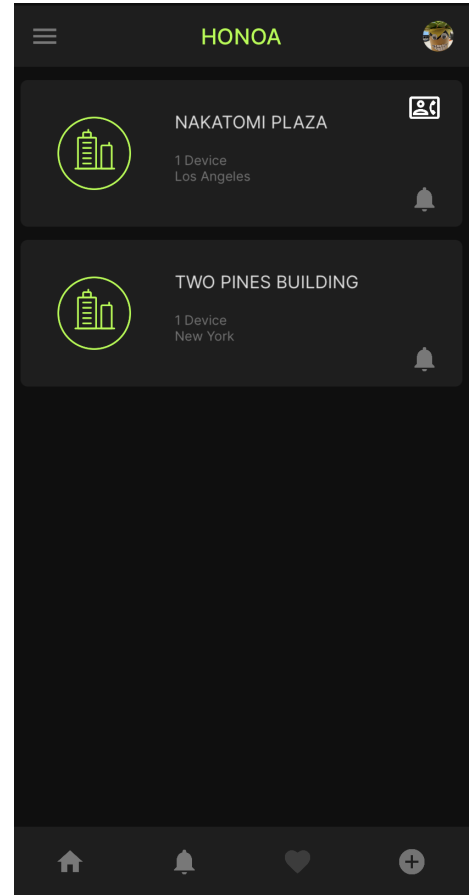 HONOA
NAKATOMI PLAZA
1 Device
Los Angeles
TWO PINES BUILDING
1 Device
New York